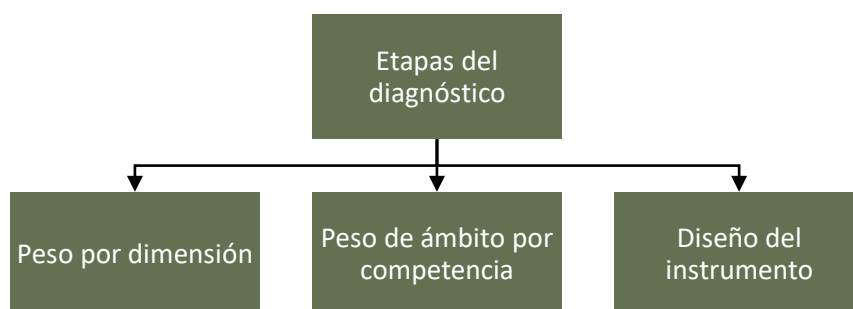 Etapas del
diagnóstico
Peso por dimensión
Peso de ámbito por
competencia
Diseño del
instrumento